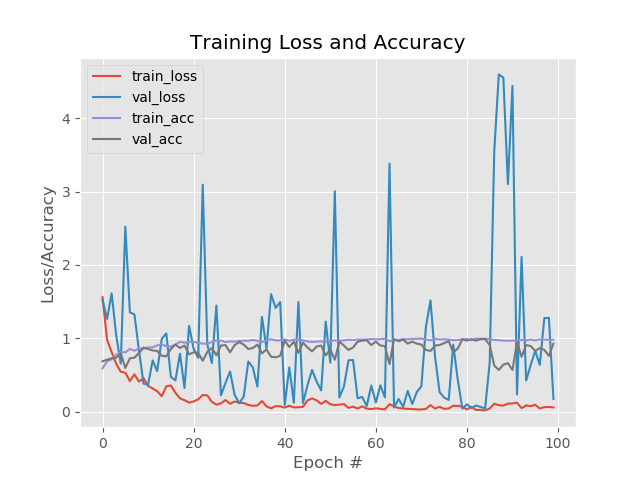 Training Loss and Accuracy
train_loss
val_loss
train_acc
val_acc
Loss/Accuracy
4
3
2
1
0
0 20 40 60 80 100
Epoch #